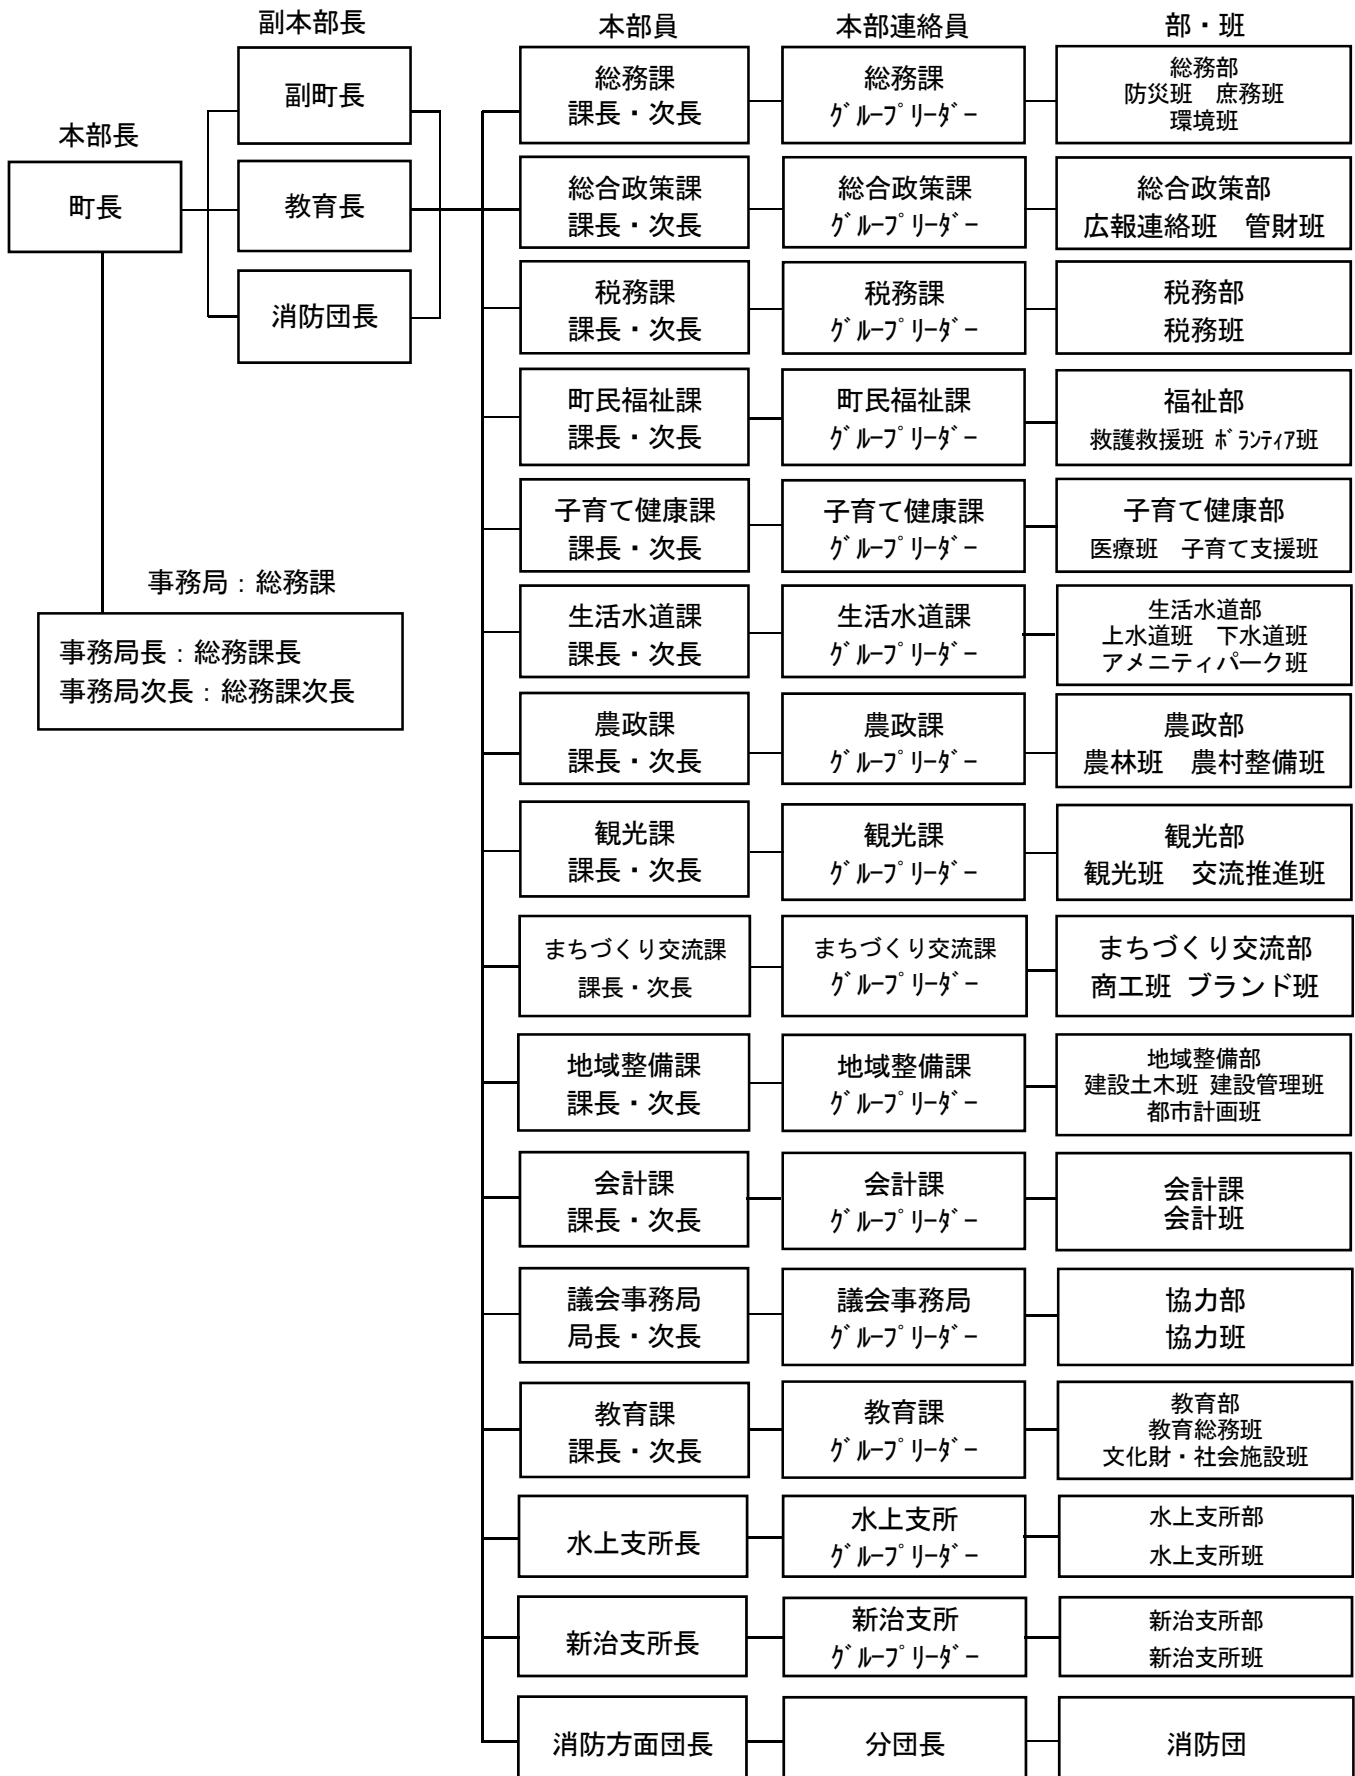 副本部長
本部員
本部連絡員
部・班
本部長
町長
副町長
教育長
消防団長
事務局：総務課
事務局長：総務課長
事務局次長：総務課次長
総務課
課長・次長
総務課
ｸﾞﾙｰﾌﾟﾘｰﾀﾞｰ
総務部
防災班　庶務班
環境班
総合政策課
課長・次長
総合政策課
ｸﾞﾙｰﾌﾟﾘｰﾀﾞｰ
総合政策部
広報連絡班　管財班
税務課
課長・次長
税務課
ｸﾞﾙｰﾌﾟﾘｰﾀﾞｰ
税務部
税務班
町民福祉課
課長・次長
町民福祉課
ｸﾞﾙｰﾌﾟﾘｰﾀﾞｰ
福祉部
救護救援班 ﾎﾞﾗﾝﾃｨｱ班
子育て健康課
課長・次長
子育て健康課
ｸﾞﾙｰﾌﾟﾘｰﾀﾞｰ
子育て健康部
医療班　子育て支援班
生活水道課
課長・次長
生活水道課
ｸﾞﾙｰﾌﾟﾘｰﾀﾞｰ
生活水道部
上水道班　下水道班
アメニティパーク班
農政課
課長・次長
農政課
ｸﾞﾙｰﾌﾟﾘｰﾀﾞｰ
農政部
農林班　農村整備班
観光課
課長・次長
観光課
ｸﾞﾙｰﾌﾟﾘｰﾀﾞｰ
観光部
観光班　交流推進班
まちづくり交流課
課長・次長
まちづくり交流課
ｸﾞﾙｰﾌﾟﾘｰﾀﾞｰ
まちづくり交流部
商工班 ブランド班
地域整備課
課長・次長
地域整備課
ｸﾞﾙｰﾌﾟﾘｰﾀﾞｰ
地域整備部
建設土木班 建設管理班
都市計画班
会計課
課長・次長
会計課
ｸﾞﾙｰﾌﾟﾘｰﾀﾞｰ
会計課
会計班
議会事務局
局長・次長
議会事務局
ｸﾞﾙｰﾌﾟﾘｰﾀﾞｰ
協力部
協力班
教育課
課長・次長
教育課
ｸﾞﾙｰﾌﾟﾘｰﾀﾞｰ
教育部
教育総務班
文化財・社会施設班
水上支所長
水上支所
ｸﾞﾙｰﾌﾟﾘｰﾀﾞｰ
水上支所部
水上支所班
新治支所長
新治支所
ｸﾞﾙｰﾌﾟﾘｰﾀﾞｰ
新治支所部
新治支所班
消防方面団長
分団長
消防団